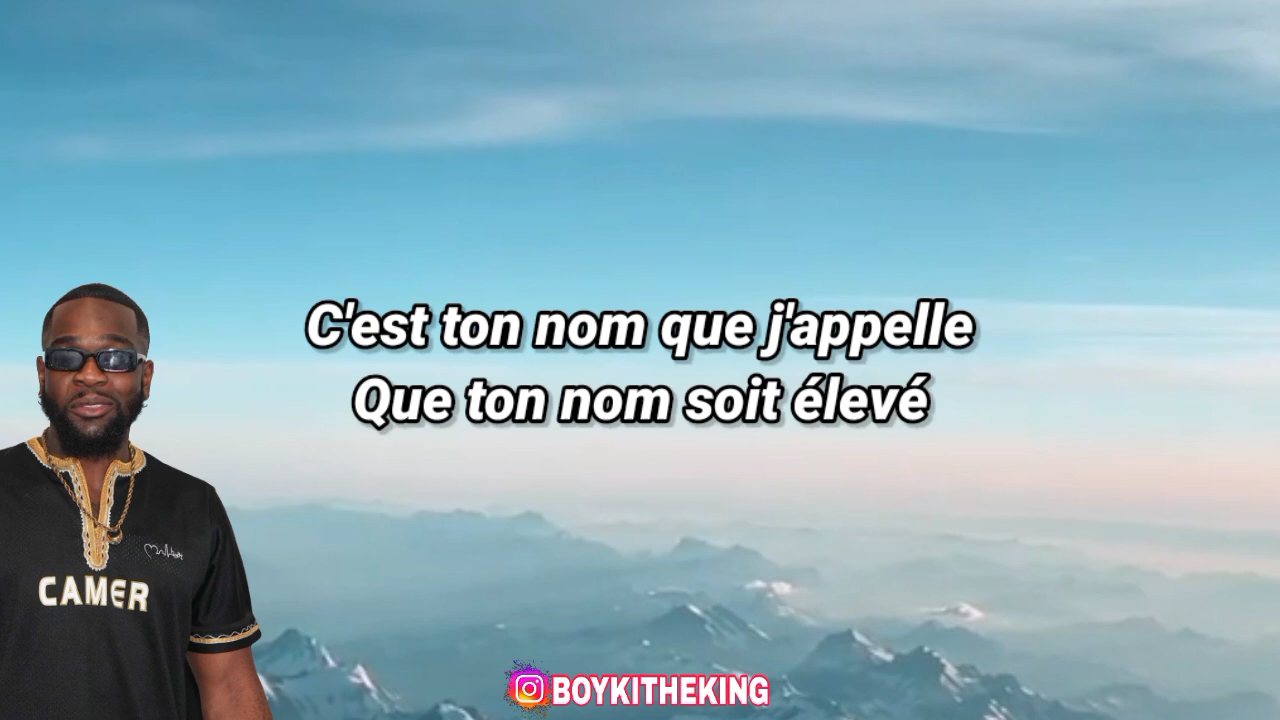 C'est ton nom que j'appelle
Que ton nom soit élevé
CAMER
BOYKITHEKING